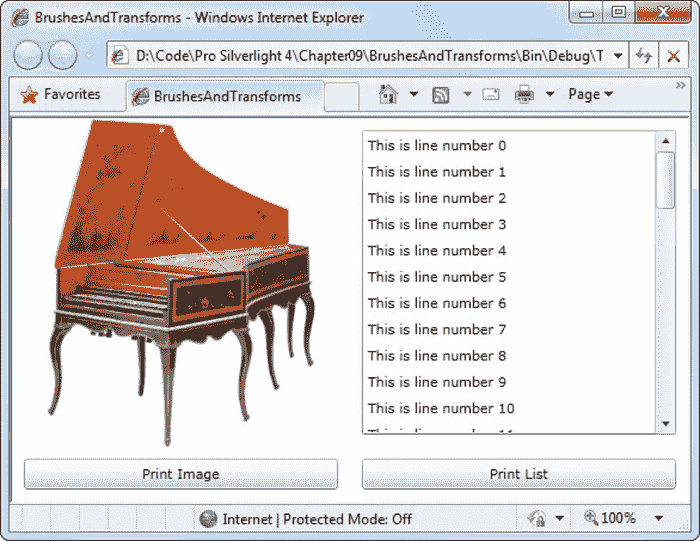 BrushesAndTransforms - Windows Internet Explorer
D:\Code\Pro Silverlight 4\Chapter09\BrushesAndTransforms\Bin\Debug\T
Favorites
BrushesAndTransforms
Page
This is line number 0
This is line number 1
This is line number 2
This is line number 3
This is line number 4
This is line number 5
This is line number 6
This is line number 7
This is line number 8
This is line number 9
This is line number 10
Print Image
Print List
Internet | Protected Mode: Off
100%